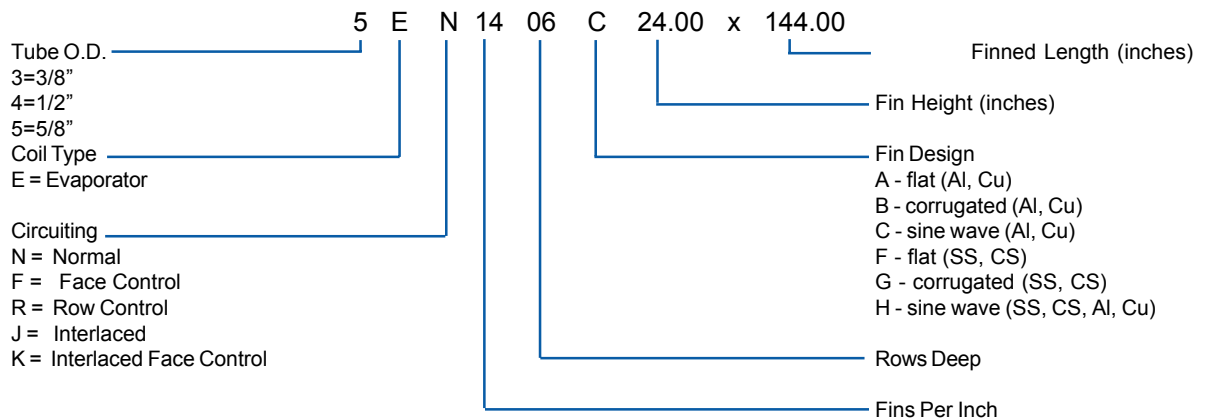 5 E N 14 06 C 24.00 x 144.00
Tube O.D.
3=3/8”
4=1/2”
5=5/8”
Coil Type
E = Evaporator
Circuiting
N = Normal
F = Face Control
R = Row Control
J = Interlaced
K = Interlaced Face Control
Finned Length (inches)
Fin Height (inches)
Fin Design
A - flat (Al, Cu)
B - corrugated (Al, Cu)
C - sine wave (Al, Cu)
F - flat (SS, CS)
G - corrugated (SS, CS)
H - sine wave (SS, CS, Al, Cu)
Rows Deep
Fins Per Inch